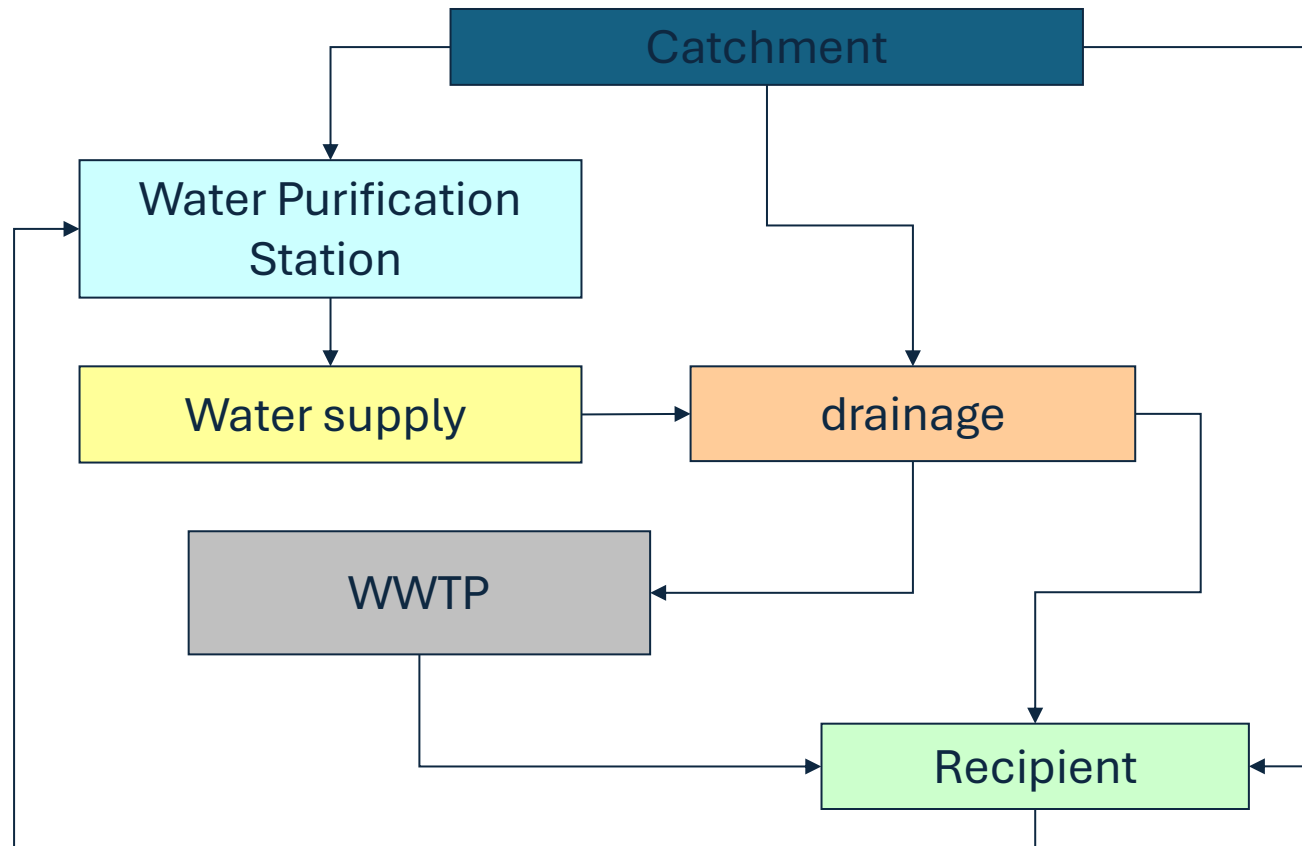 Catchment
Water Purification
Station
Water supply
drainage
WWTP
Recipient